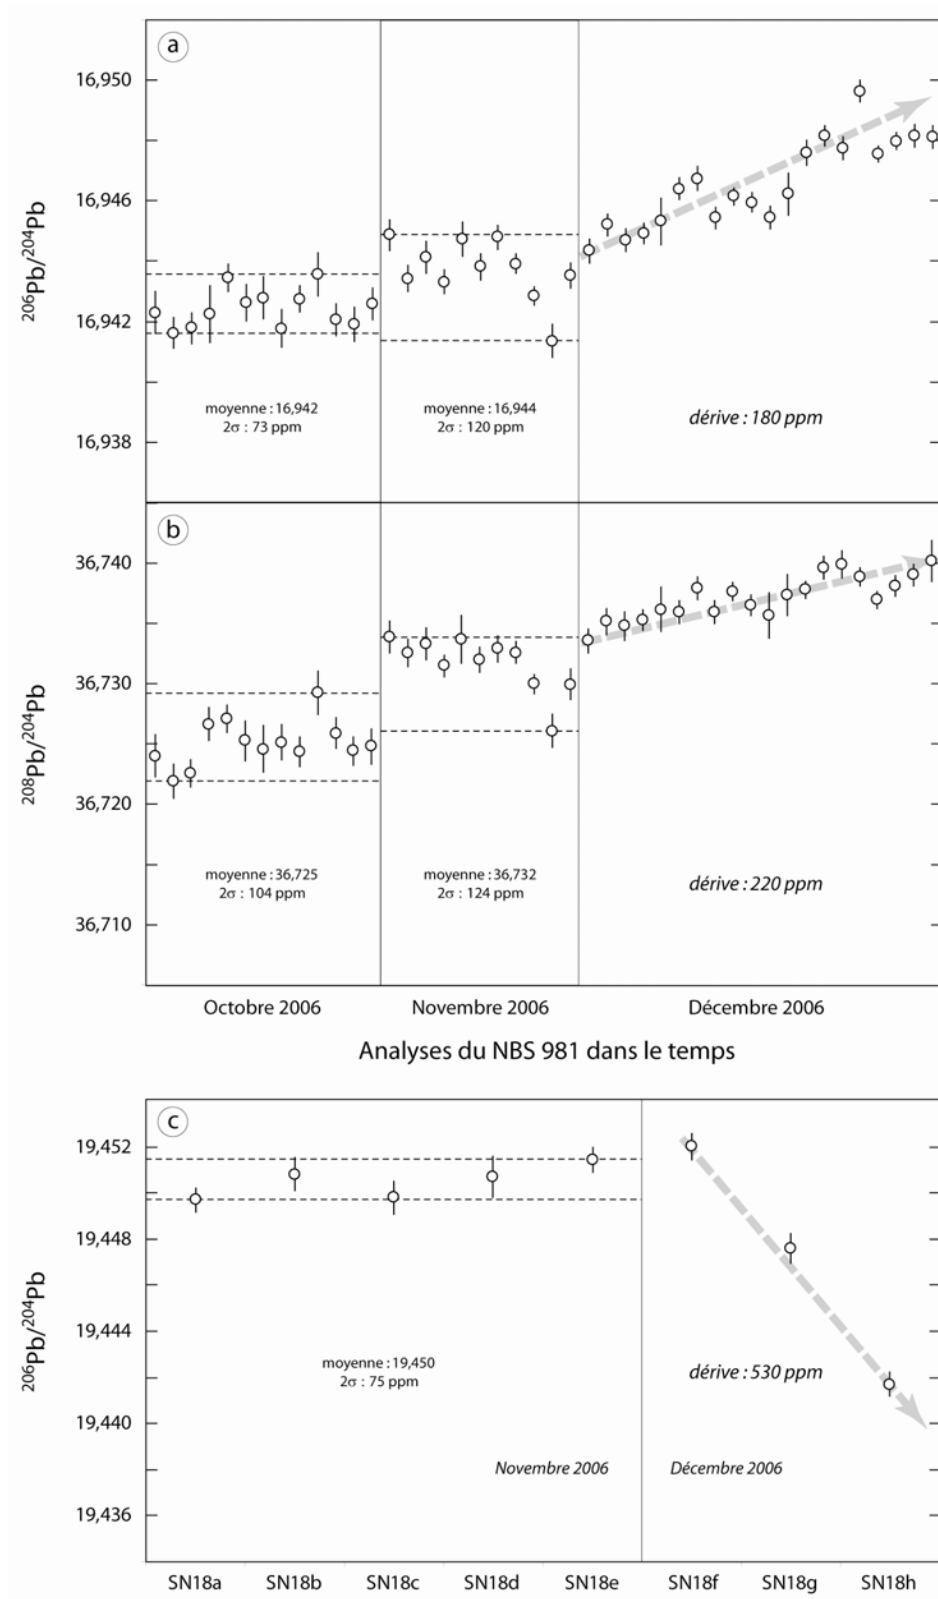 a
16,950
16,946
16,942
16,938
206Pb/204Pb
moyenne : 16,942
2σ : 73 ppm
moyenne : 16,944
2σ : 120 ppm
dérive : 180 ppm
b
36,740
36,730
36,720
36,710
208Pb/204Pb
moyenne : 36,725
2σ : 104 ppm
moyenne : 36,732
2σ : 124 ppm
dérive : 220 ppm
Octobre 2006
Novembre 2006
Décembre 2006
Analyses du NBS 981 dans le temps
c
19,452
19,448
19,444
19,440
19,436
206Pb/204Pb
moyenne : 19,450
2σ : 75 ppm
dérive : 530 ppm
Novembre 2006
Décembre 2006
SN18a
SN18b
SN18c
SN18d
SN18e
SN18f
SN18g
SN18h